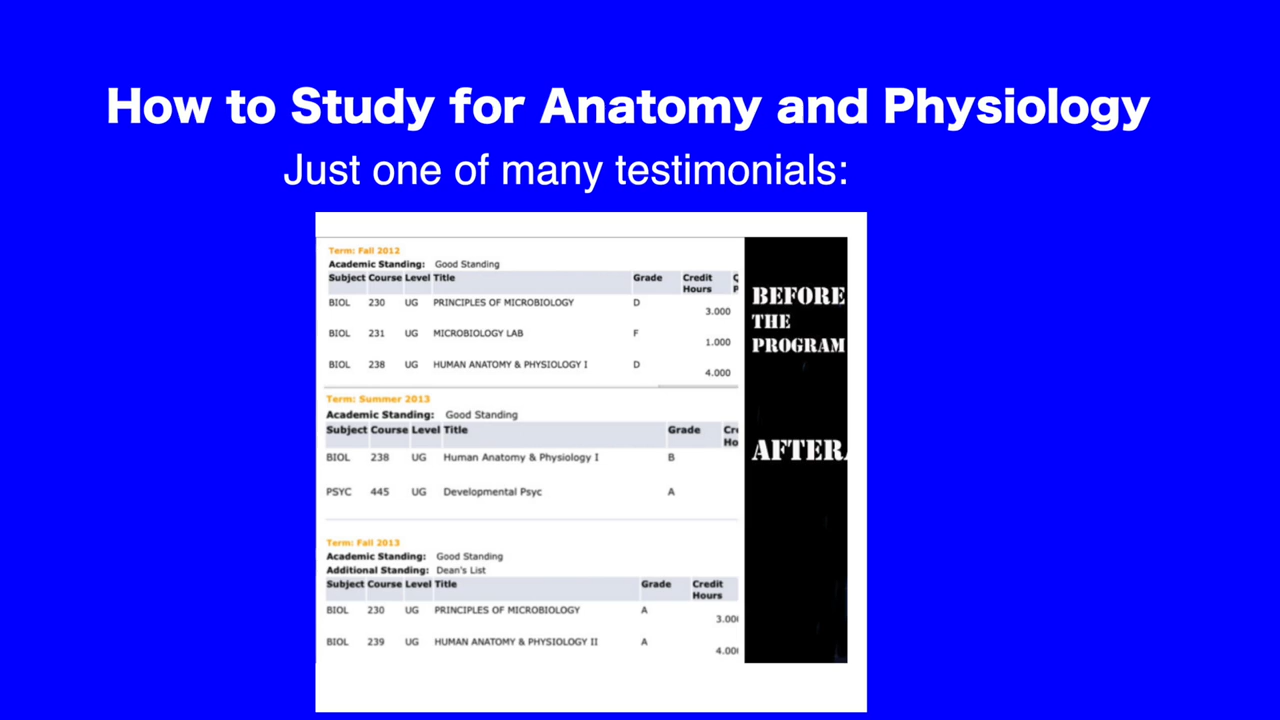 How to Study for Anatomy and Physiology
Just one of many testimonials:
Term: Fall 2012
Academic Standing: Good Standing
Subject Course Level Title Grade Credit Hours
BIOL 230 UG PRINCIPLES OF MICROBIOLOGY D 3.000
BIOL 231 UG MICROBIOLOGY LAB F 1.000
BIOL 238 UG HUMAN ANATOMY & PHYSIOLOGY I D 4.000
Term: Summer 2013
Academic Standing: Good Standing
Subject Course Level Title Grade
BIOL 238 UG Human Anatomy & Physiology I B
PSYC 445 UG Developmental Psyc A
Term: Fall 2013
Academic Standing: Good Standing
Additional Standing: Dean's List
Subject Course Level Title Grade Credit Hours
BIOL 230 UG PRINCIPLES OF MICROBIOLOGY A 3.00
BIOL 239 UG HUMAN ANATOMY & PHYSIOLOGY II A 4.00
BEFORE
THE
PROGRAM
AFTER